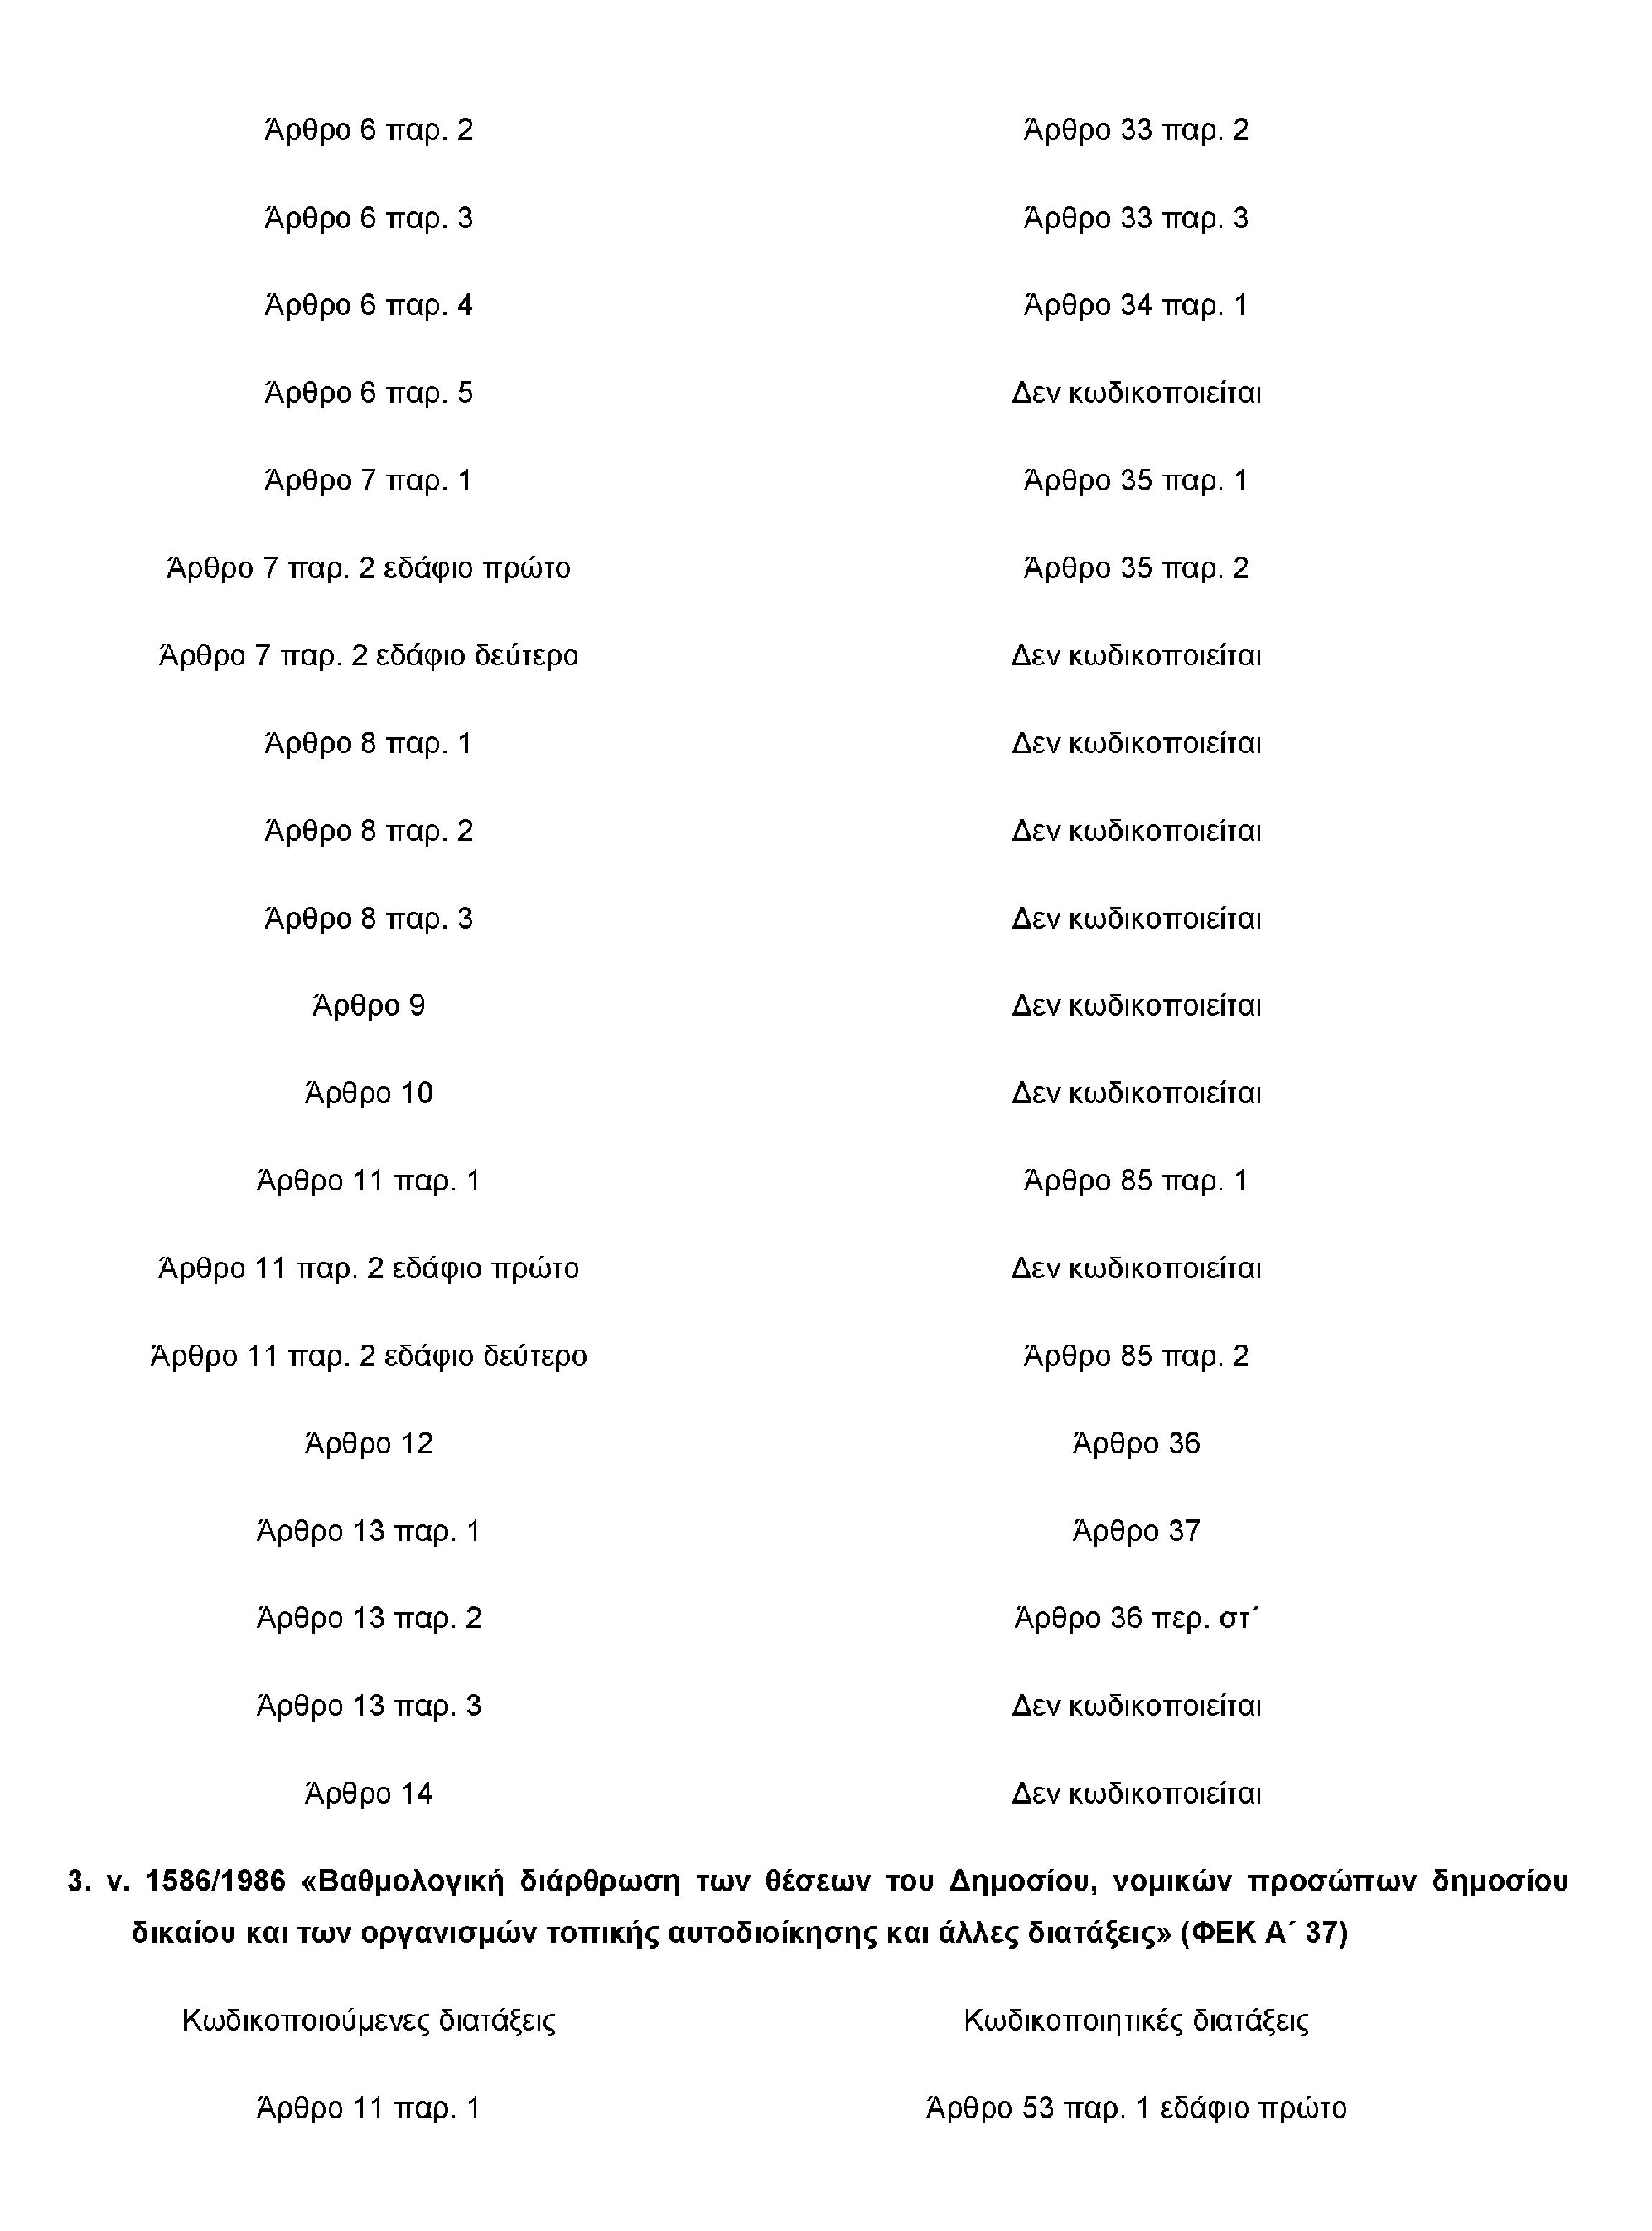 Άρθρο 6 παρ. 2 Άρθρο 33 παρ. 2
Άρθρο 6 παρ. 3 Άρθρο 33 παρ. 3
Άρθρο 6 παρ. 4 Άρθρο 34 παρ. 1
Άρθρο 6 παρ. 5 Δεν κωδικοποιείται
Άρθρο 7 παρ. 1 Άρθρο 35 παρ. 1
Άρθρο 7 παρ. 2 εδάφιο πρώτο Άρθρο 35 παρ. 2
Άρθρο 7 παρ. 2 εδάφιο δεύτερο Δεν κωδικοποιείται
Άρθρο 8 παρ. 1 Δεν κωδικοποιείται
Άρθρο 8 παρ. 2 Δεν κωδικοποιείται
Άρθρο 8 παρ. 3 Δεν κωδικοποιείται
Άρθρο 9 Δεν κωδικοποιείται
Άρθρο 10 Δεν κωδικοποιείται
Άρθρο 11 παρ. 1 Άρθρο 85 παρ. 1
Άρθρο 11 παρ. 2 εδάφιο πρώτο Δεν κωδικοποιείται
Άρθρο 11 παρ. 2 εδάφιο δεύτερο Άρθρο 85 παρ. 2
Άρθρο 12 Άρθρο 36
Άρθρο 13 παρ. 1 Άρθρο 37
Άρθρο 13 παρ. 2 Άρθρο 36 περ. στ΄
Άρθρο 13 παρ. 3 Δεν κωδικοποιείται
Άρθρο 14 Δεν κωδικοποιείται
3. ν. 1586/1986 «Βαθμολογική διάρθρωση των θέσεων του Δημοσίου, νομικών προσώπων δημοσίου
δικαίου και των οργανισμών τοπικής αυτοδιοίκησης και άλλες διατάξεις» (ΦΕΚ Α΄ 37)
Κωδικοποιούμενες διατάξεις Κωδικοποιητικές διατάξεις
Άρθρο 11 παρ. 1 Άρθρο 53 παρ. 1 εδάφιο πρώτο